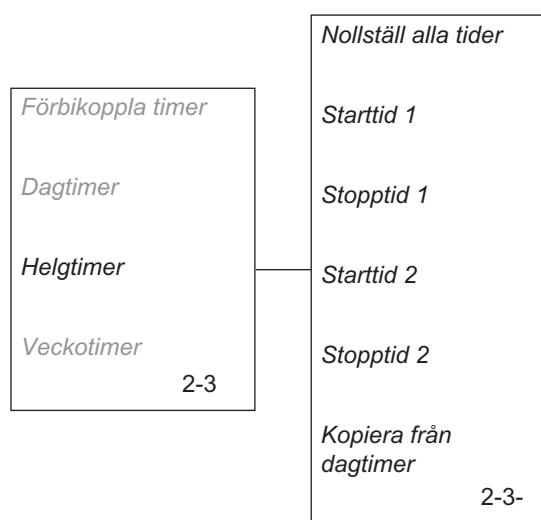 Förbikoppla timer
Dagtimer
Helgtimer
Veckotimer
2-3
Nollställ alla tider
Starttid 1
Stopptid 1
Starttid 2
Stopptid 2
Kopiera från
dagtimer
2-3-